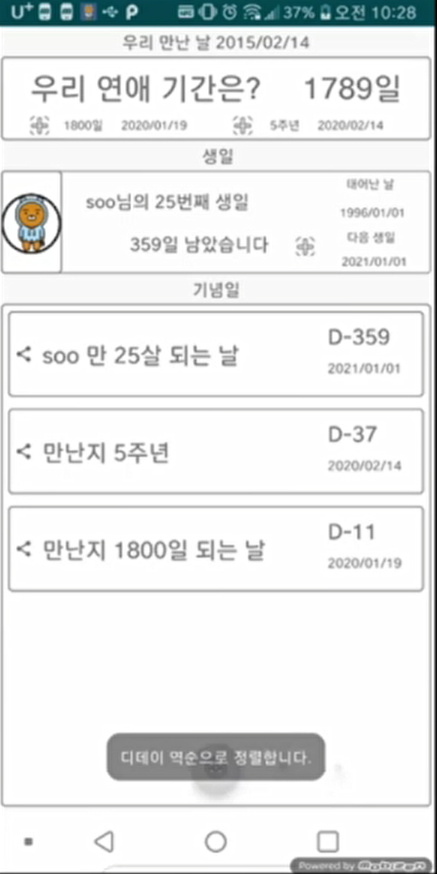 U+ P 37% 오전 10:28
우리 만난 날 2015/02/14
우리 연애 기간은? 1789일
1800일 2020/01/19 5주년 2020/02/14
생일
soo님의 25번째 생일
359일 남았습니다
태어난 날
1996/01/01
다음 생일
2021/01/01
기념일
soo 만 25살 되는 날
D-359
2021/01/01
만난지 5주년
D-37
2020/02/14
만난지 1800일 되는 날
D-11
2020/01/19
디데이 역순으로 정렬합니다.
Powered by